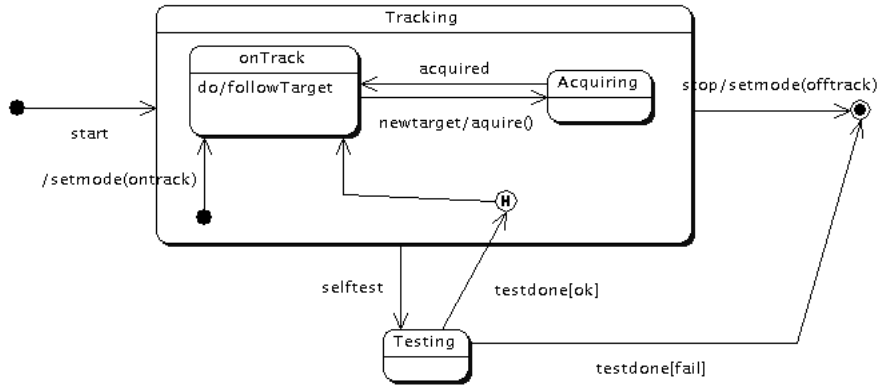 Tracking
onTrack
do/followTarget
acquired
Acquiring
stop/setmode(offtrack)
start
newtarget/aquire()
/setmode(ontrack)
H
selftest
testdone[ok]
Testing
testdone[fail]